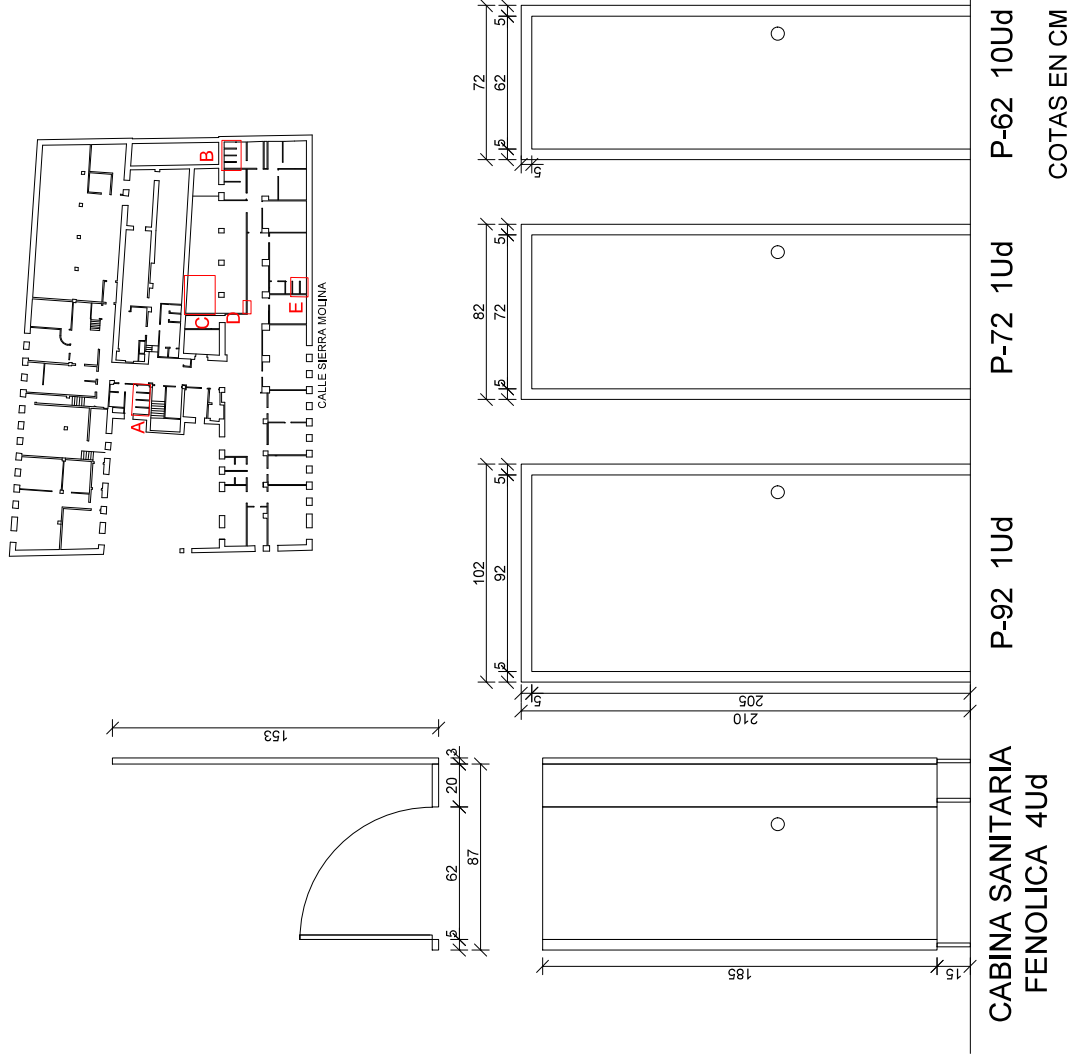 B
C
D
E
A
CALLE SIERRA MOLINA
153
3
20
62
5
87
185
15
CABINA SANITARIA
FENOLICA 4Ud
102
5
92
5
5
205
210
P-92 1Ud
82
5
72
5
P-72 1Ud
72
5
62
5
5
P-62 10Ud
COTAS EN CM